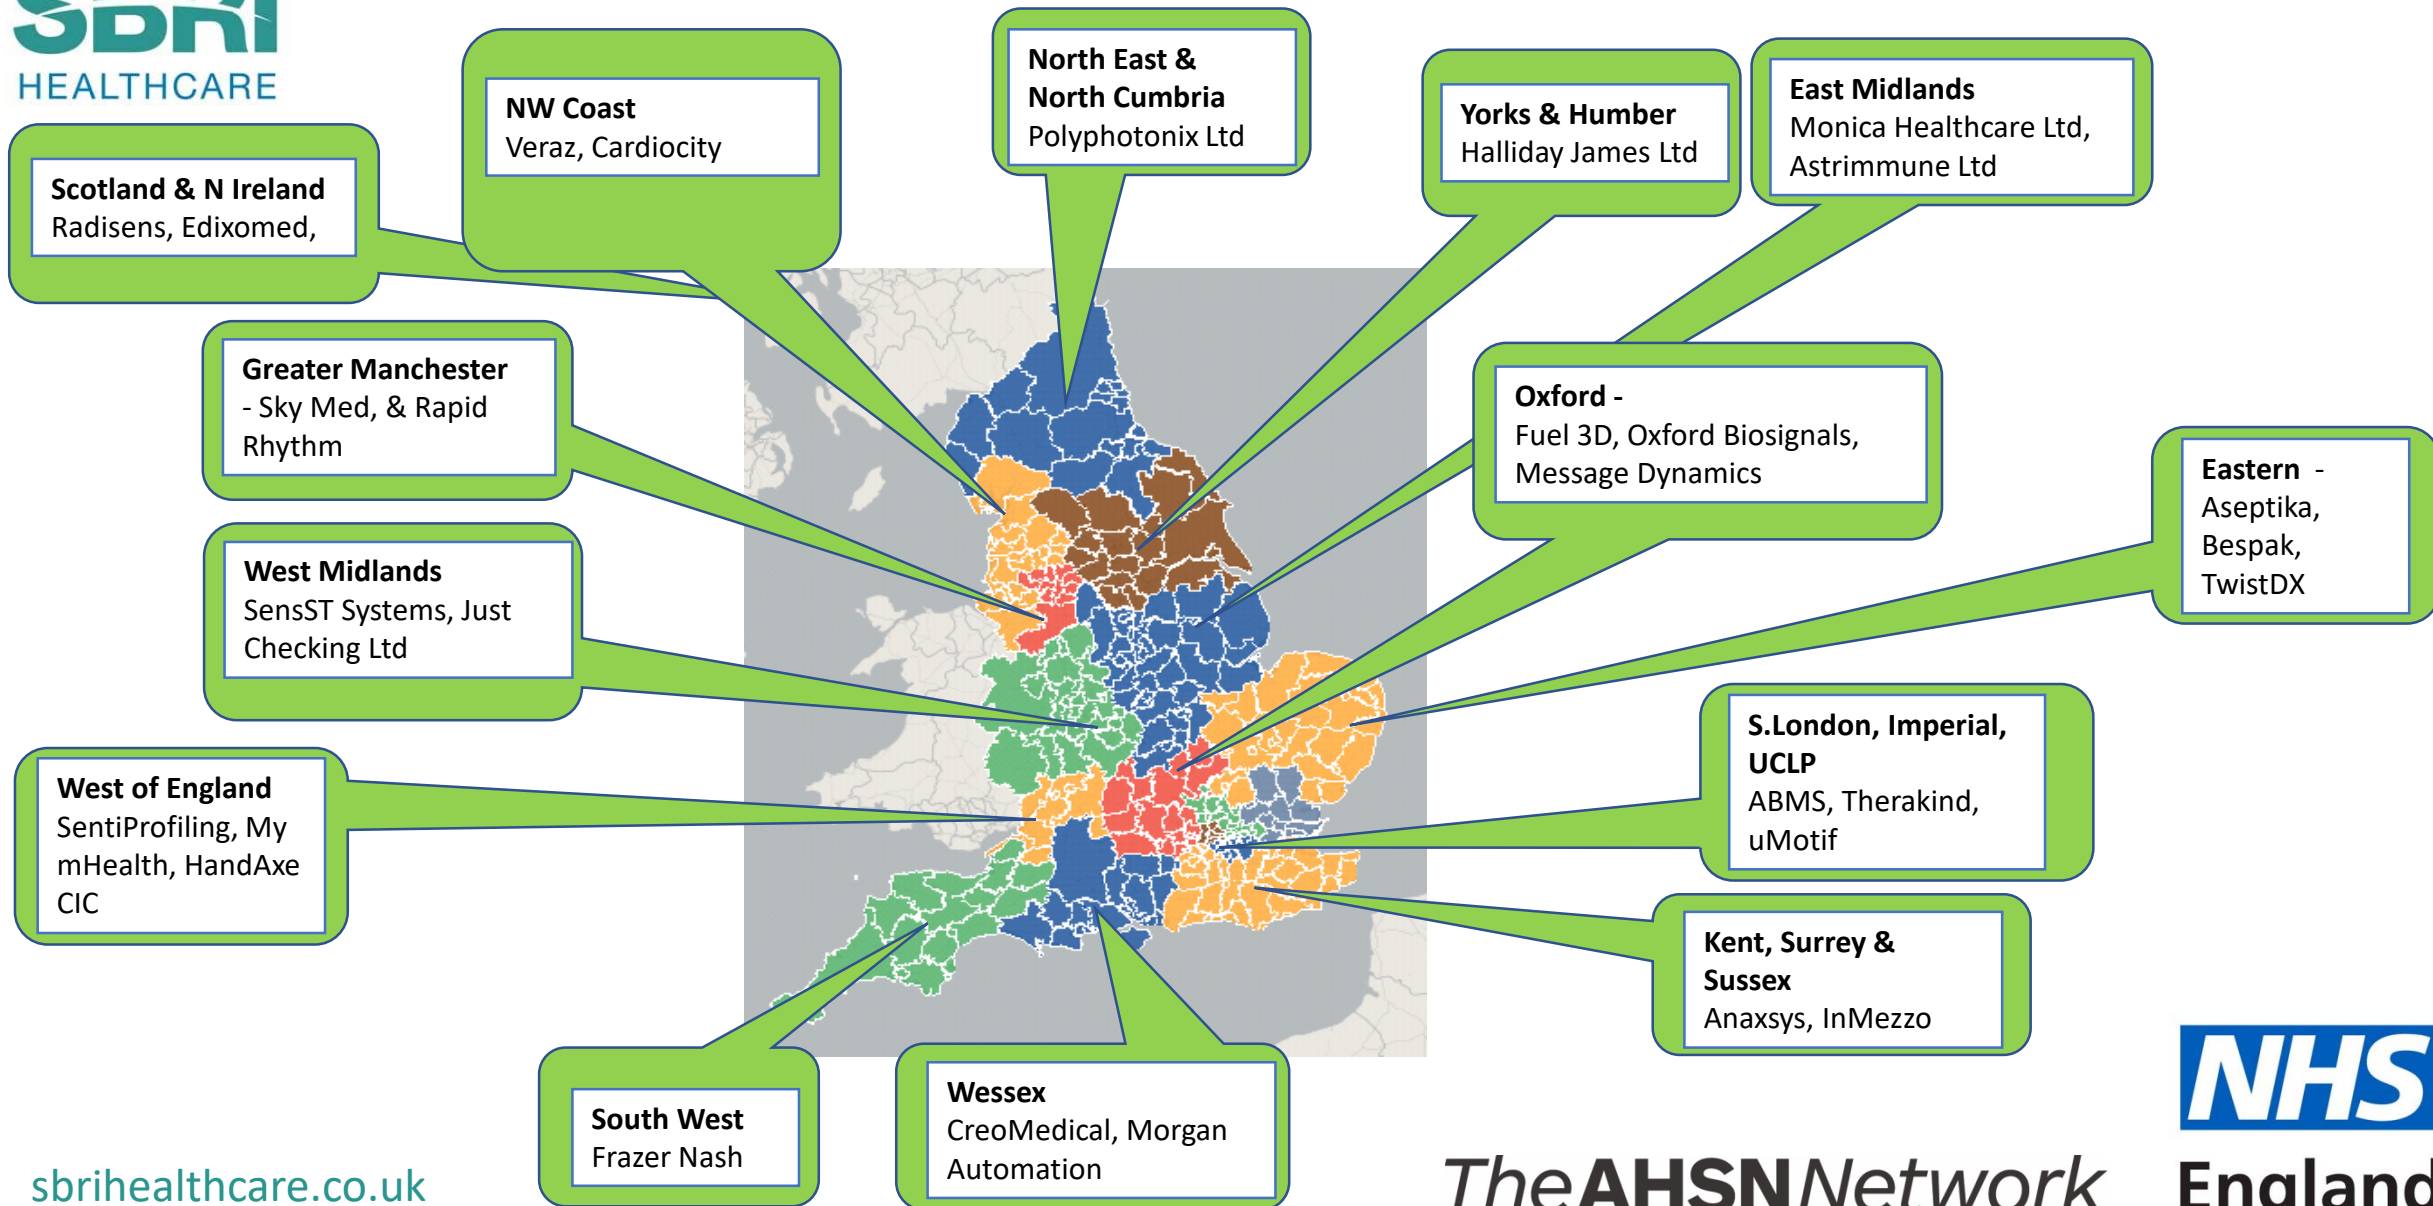 SBRI
HEALTHCARE
Scotland & N Ireland
Radisens, Edixomed,
NW Coast
Veraz, Cardiocity
North East &
North Cumbria
Polyphotonix Ltd
Yorks & Humber
Halliday James Ltd
East Midlands
Monica Healthcare Ltd,
Astrimmune Ltd
Greater Manchester
- Sky Med, & Rapid
Rhythm
Oxford -
Fuel 3D, Oxford Biosignals,
Message Dynamics
Eastern -
Aseptika,
Bespak,
TwistDX
West Midlands
SensST Systems, Just
Checking Ltd
S.London, Imperial,
UCLP
ABMS, Therakind,
uMotif
West of England
SentiProfiling, My
mHealth, HandAxe
CIC
Kent, Surrey &
Sussex
Anaxsys, InMezzo
South West
Frazer Nash
Wessex
CreoMedical, Morgan
Automation
sbrihealthcare.co.uk
The AHSN Network
NHS
England